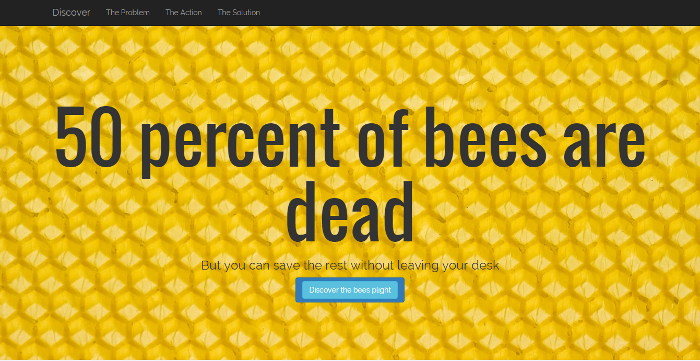 Discover The Problem The Action The Solution
50 percent of bees are
dead
But you can save the rest without leaving your desk
Discover the bees plight